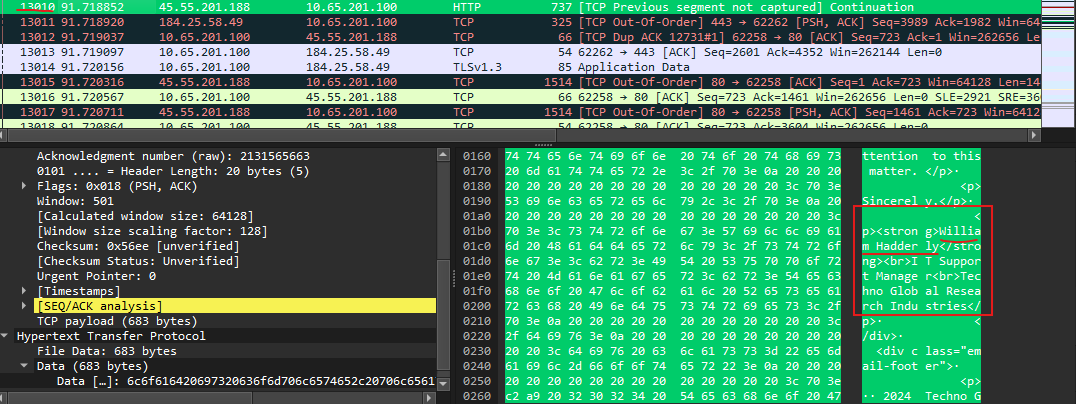 13010 91.718852 45.55.201.188 10.65.201.100 HTTP 737 [TCP Previous segment not captured] Continuation
13011 91.718920 184.25.58.49 10.65.201.100 TCP 325 [TCP Out-Of-Order] 443 → 62262 [PSH, ACK] Seq=3989 Ack=1982 Win=64
13012 91.719037 10.65.201.100 45.55.201.188 TCP 66 [TCP Dup ACK 12731#1] 62258 → 80 [ACK] Seq=723 Ack=1 Win=262656
13013 91.719097 10.65.201.100 184.25.58.49 TCP 54 62262 → 443 [ACK] Seq=2601 Ack=4352 Win=262144 Len=0
13014 91.720156 10.65.201.100 184.25.58.49 TLSv1.3 85 Application Data
13015 91.720316 45.55.201.188 10.65.201.100 TCP 1514 [TCP Out-Of-Order] 80 → 62258 [ACK] Seq=1 Ack=723 Win=64128 Len=14
13016 91.720567 10.65.201.100 45.55.201.188 TCP 66 62258 → 80 [ACK] Seq=723 Ack=1461 Win=262656 Len=0 SLE=2921 SRE=36
13017 91.720711 45.55.201.188 10.65.201.100 TCP 1514 [TCP Out-Of-Order] 80 → 62258 [PSH, ACK] Seq=1461 Ack=723 Win=6412
13018 91.720864 10.65.201.100 45.55.201.188 TCP 54 62258 → 80 [ACK] Seq=723 Ack=3604 Win=262656 Len=0
Acknowledgment number (raw): 2131565663
0101 .... = Header Length: 20 bytes (5)
Flags: 0x018 (PSH, ACK)
Window: 501
[Calculated window size: 64128]
[Window size scaling factor: 128]
Checksum: 0x56ee [unverified]
[Checksum Status: Unverified]
Urgent Pointer: 0
[Timestamps]
[SEQ/ACK analysis]
TCP payload (683 bytes)
Hypertext Transfer Protocol
File Data: 683 bytes
Data (683 bytes)
Data […]: 6c6f616420697320636f6d706c6574652c20706c6561
0160 74 74 65 6e 74 69 6f 6e 20 74 6f 20 74 68 69 73 ttention to this
0170 20 6d 61 74 74 65 72 2e 3c 2f 70 3e 0a 20 20 20 matter. </p>·
0180 20 20 20 20 20 20 20 20 20 20 20 20 20 3c 70 3e <p>
0190 53 69 6e 63 65 72 65 6c 79 2c 3c 2f 70 3e 0a 20 Sincerel y,</p>·
01a0 20 20 20 20 20 20 20 20 20 20 20 20 20 20 20 3c <
01b0 70 3e 3c 73 74 72 6f 6e 67 3e 57 69 6c 6c 69 61 p><stron g>Willia
01c0 6d 20 48 61 64 64 65 72 6c 79 3c 2f 73 74 72 6f m Hadder ly</stro
01d0 6e 67 3e 3c 62 72 3e 49 54 20 53 75 70 70 6f 72 ng><br>I T Suppor
01e0 74 20 4d 61 6e 61 67 65 72 3c 62 72 3e 54 65 63 t Manage r<br>Tec
01f0 68 6e 6f 20 47 6c 6f 62 61 6c 20 52 65 73 65 61 hno Glob al Resea
0200 72 63 68 20 49 6e 64 75 73 74 72 69 65 73 3c 2f rch Indu stries</
0210 70 3e 0a 20 20 20 20 20 20 20 20 20 20 20 20 3c p>· <
0220 2f 64 69 76 3e 0a 20 20 20 20 20 20 20 20 20 20 /div>·
0230 20 20 3c 64 69 76 20 63 6c 61 73 73 3d 22 65 6d <div c lass="em
0240 61 69 6c 2d 66 6f 6f 74 65 72 22 3e 0a 20 20 20 ail-foot er">·
0250 20 20 20 20 20 20 20 20 20 20 20 20 20 3c 70 3e <p>
0260 c2 a9 20 32 30 32 34 20 54 65 63 68 6e 6f 20 47 ·· 2024 Techno G